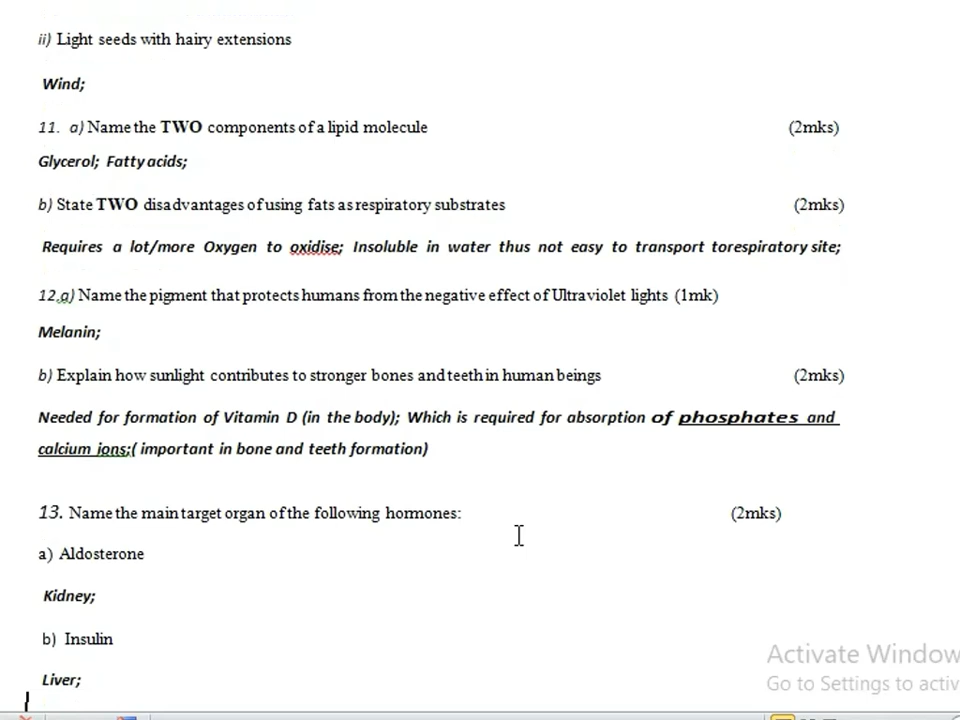 ii) Light seeds with hairy extensions
Wind;
11. a) Name the TWO components of a lipid molecule (2mks)
Glycerol; Fatty acids;
b) State TWO disadvantages of using fats as respiratory substrates (2mks)
Requires a lot/more Oxygen to oxidise; Insoluble in water thus not easy to transport torespiratory site;
12.a) Name the pigment that protects humans from the negative effect of Ultraviolet lights (1mk)
Melanin;
b) Explain how sunlight contributes to stronger bones and teeth in human beings (2mks)
Needed for formation of Vitamin D (in the body); Which is required for absorption of phosphates and
calcium ions;( important in bone and teeth formation)
13. Name the main target organ of the following hormones: (2mks)
a) Aldosterone
Kidney;
b) Insulin
Liver;
Activate Window
Go to Settings to activ